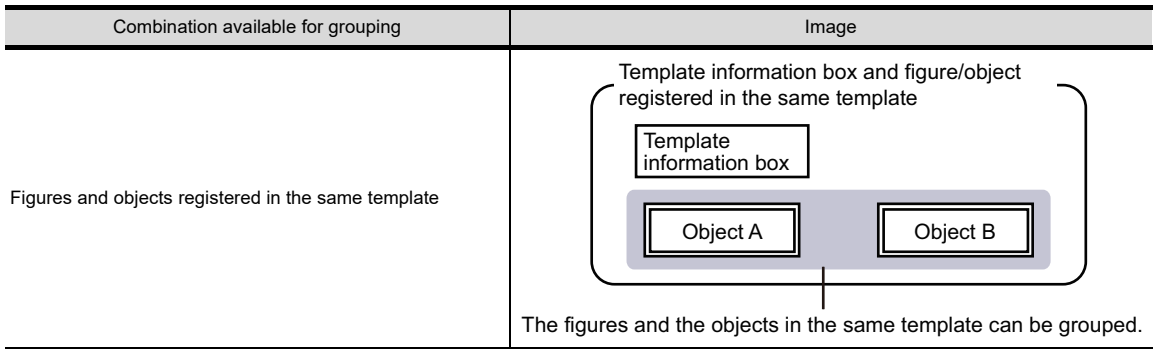 Combination available for grouping
Image
Figures and objects registered in the same template
Template information box and figure/object
registered in the same template
Template
information box
Object A
Object B
The figures and the objects in the same template can be grouped.